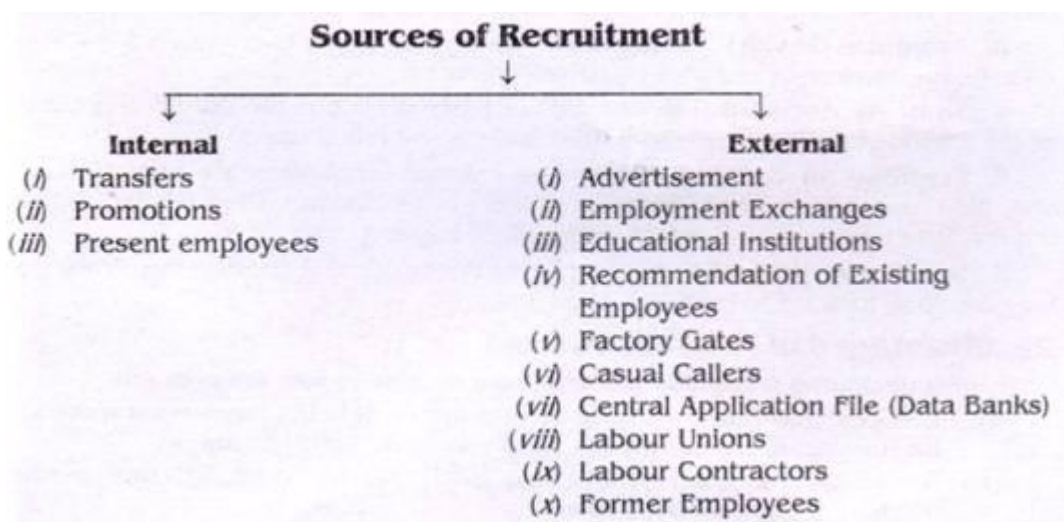 Sources of Recruitment
Internal
(i) Transfers
(ii) Promotions
(iii) Present employees
External
(i) Advertisement
(ii) Employment Exchanges
(iii) Educational Institutions
(iv) Recommendation of Existing
Employees
(v) Factory Gates
(vi) Casual Callers
(vii) Central Application File (Data Banks)
(viii) Labour Unions
(ix) Labour Contractors
(x) Former Employees